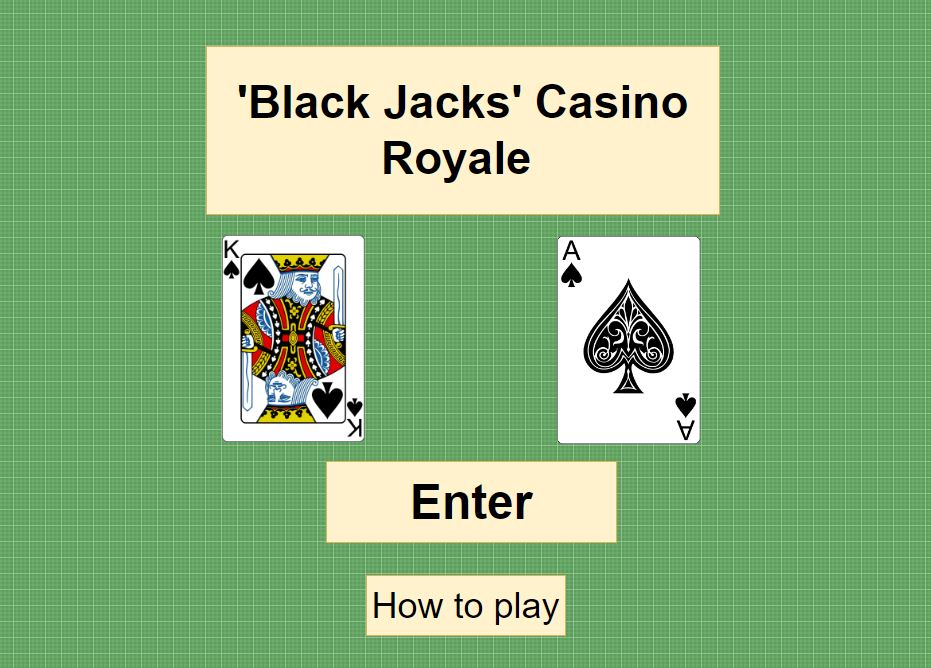 'Black Jacks' Casino
Royale
K
A
K
A
Enter
How to play